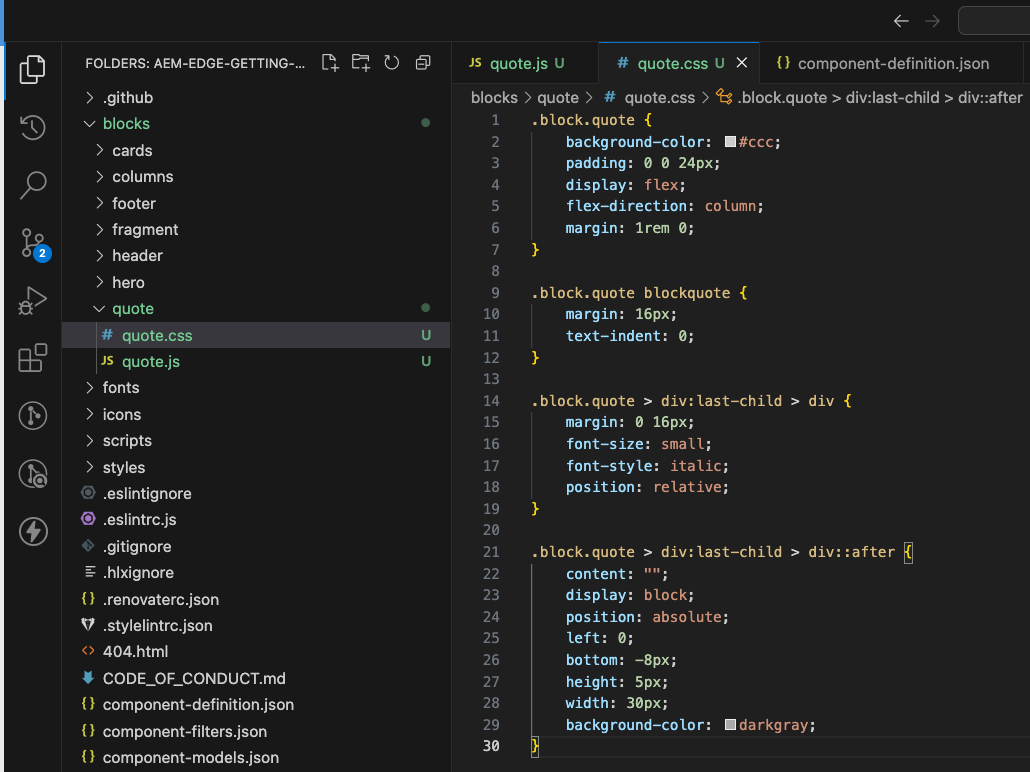 FOLDERS: AEM-EDGE-GETTING-...
.github
blocks
cards
columns
footer
fragment
header
hero
quote
# quote.css U
JS quote.js U
fonts
icons
scripts
styles
.eslintignore
.eslintrc.js
.gitignore
.hlxignore
{} .renovaterc.json
.stylelintrc.json
<> 404.html
CODE_OF_CONDUCT.md
{} component-definition.json
{} component-filters.json
{} component-models.json
2
JS quote.js U
# quote.css U
{} component-definition.json
blocks > quote > # quote.css > .block.quote > div:last-child > div::after
1 .block.quote {
2     background-color: #ccc;
3     padding: 0 0 24px;
4     display: flex;
5     flex-direction: column;
6     margin: 1rem 0;
7 }
8
9 .block.quote blockquote {
10     margin: 16px;
11     text-indent: 0;
12 }
13
14 .block.quote > div:last-child > div {
15     margin: 0 16px;
16     font-size: small;
17     font-style: italic;
18     position: relative;
19 }
20
21 .block.quote > div:last-child > div::after {
22     content: "";
23     display: block;
24     position: absolute;
25     left: 0;
26     bottom: -8px;
27     height: 5px;
28     width: 30px;
29     background-color: darkgray;
30 }